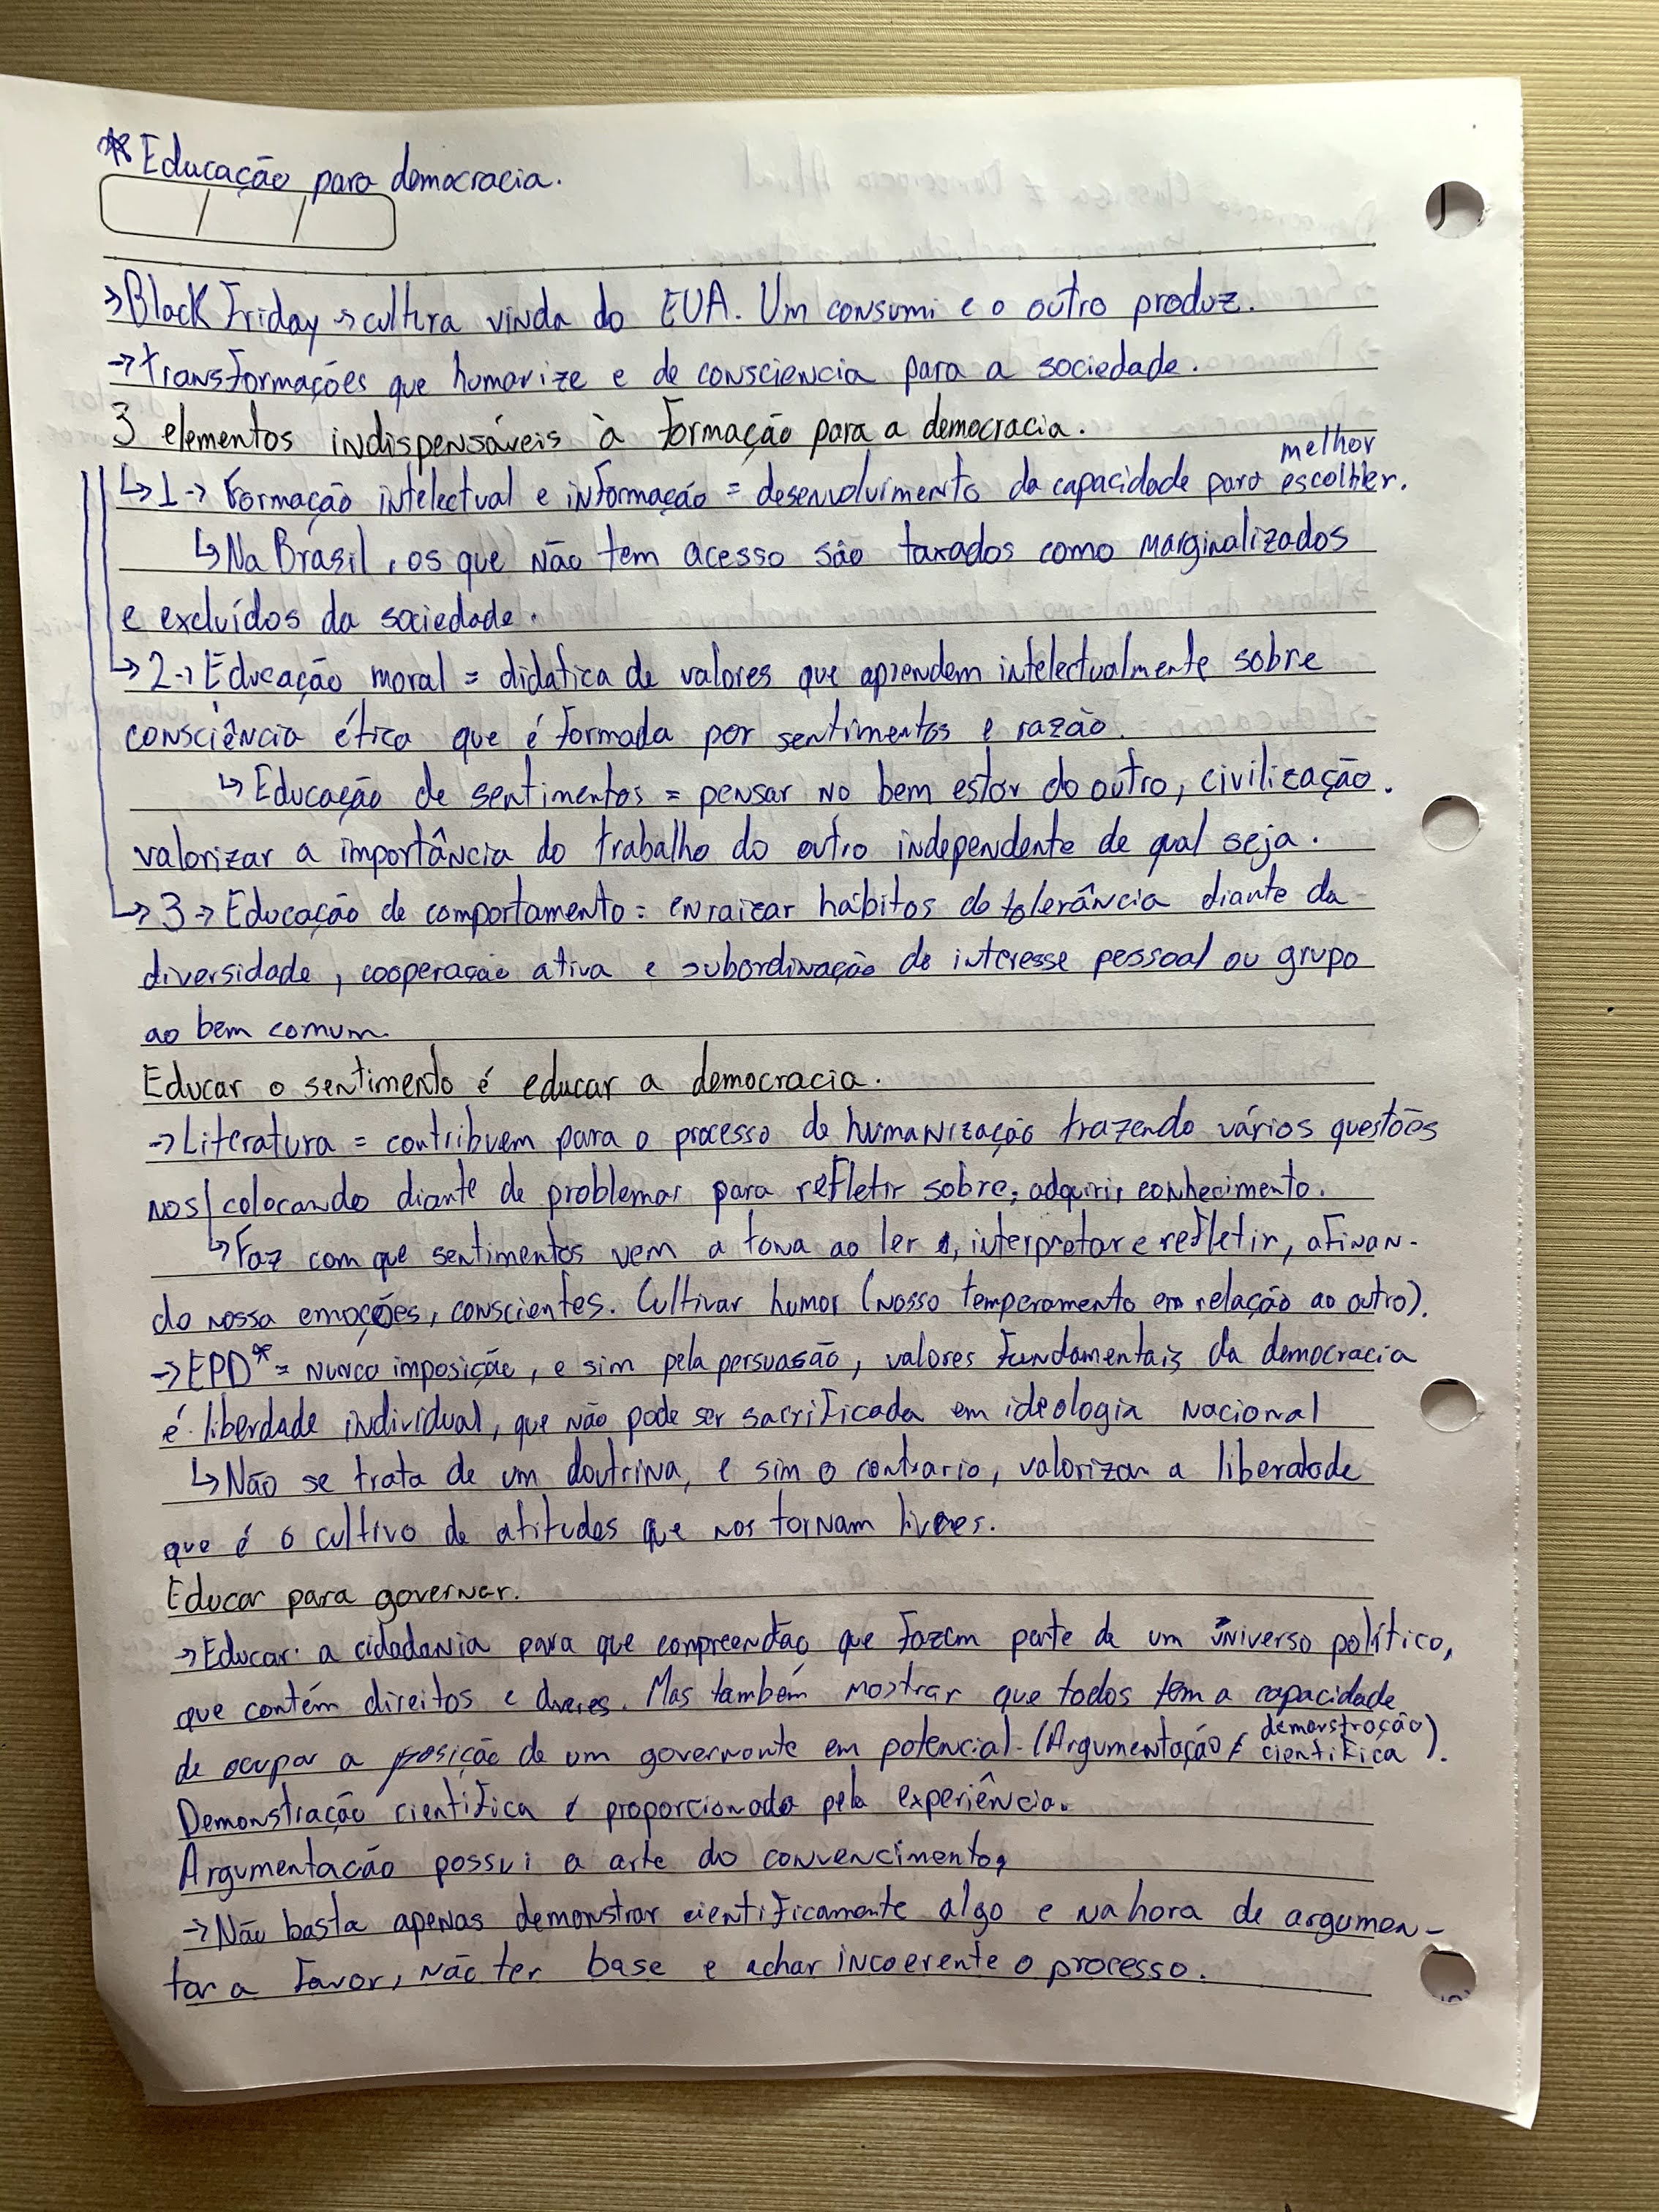 * Educação para democracia.
/ /
→ Black Friday → cultura vinda do EUA. Um consumi e o outro produz.
→ transformações que humanize e de consciencia para a sociedade.
3 elementos indispensáveis à formação para a democracia.
melhor
↳ 1 → Formação intelectual e informação = desenvolvimento da capacidade para escolher.
↳ Na Brasil, os que não tem acesso são taxados como marginalizados
e excluídos da sociedade.
↳ 2 → Educação moral = didática de valores que aprendem intelectualmente sobre
consciência ética que é formada por sentimentos e razão.
↳ Educação de sentimentos = pensar no bem estar do outro, civilização.
valorizar a importância do trabalho do outro independente de qual seja.
↳ 3 → Educação de comportamento = enraizar hábitos de tolerância diante da
diversidade, cooperação ativa e subordinação de interesse pessoal ou grupo
ao bem comum.
Educar o sentimento é educar a democracia.
→ Literatura = contribuem para o processo de humanização trazendo vários questões
nos colocando diante de problemas para refletir sobre, adquirir conhecimento.
↳ Faz com que sentimentos vem a tona ao ler, interpretar e refletir, afinan-
do nossa emoções, conscientes. Cultivar humor (nosso temperamento em relação ao outro).
→ EPD* = nunca imposição, e sim pela persuasão, valores fundamentais da democracia
é liberdade individual, que não pode ser sacrificada em ideologia nacional
↳ Não se trata de um doutrina, e sim o contrario, valorizar a liberdade
que é o cultivo de atitudes que nos tornam livres.
Educar para governar.
→ Educar a cidadania para que compreendão que fazem parte de um universo político,
que contém direitos e dveres. Mas também mostrar que todos tem a capacidade
de ocupar a posição de um governante em potencial. (Argumentação ≠ demonstração
científica).
Demonstração científica é proporcionada pela experiência.
Argumentacão possui a arte do convencimento,
→ Não basta apenas demonstrar cientificamente algo e na hora de argumen-
tar a favor, não ter base e achar incoerente o processo.